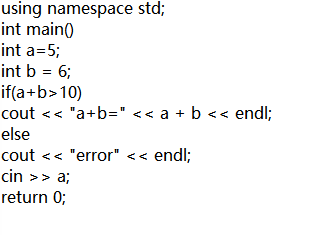 using namespace std;
int main()
int a=5;
int b = 6;
if(a+b>10)
cout << "a+b=" << a + b << endl;
else
cout << "error" << endl;
cin >> a;
return 0;